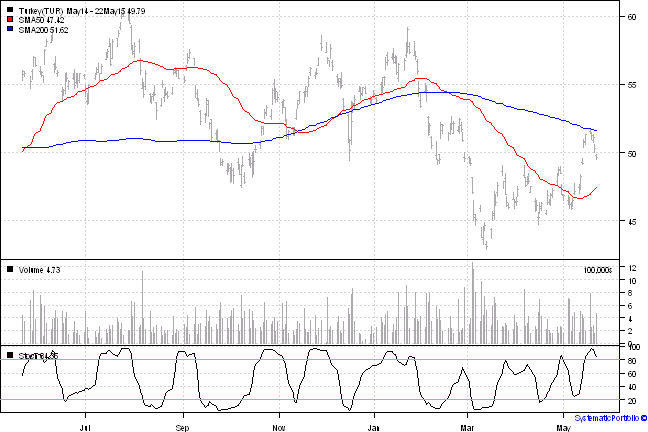 Turkey(TUR) May14 - 22May15 49.79
SMA50 47.42
SMA200 51.62
60
55
50
45
Volume 4.73
100,000s
12
10
8
6
4
2
0
100
80
60
40
20
Jul Sep Nov Jan Mar May
SystematicPortfolio ©